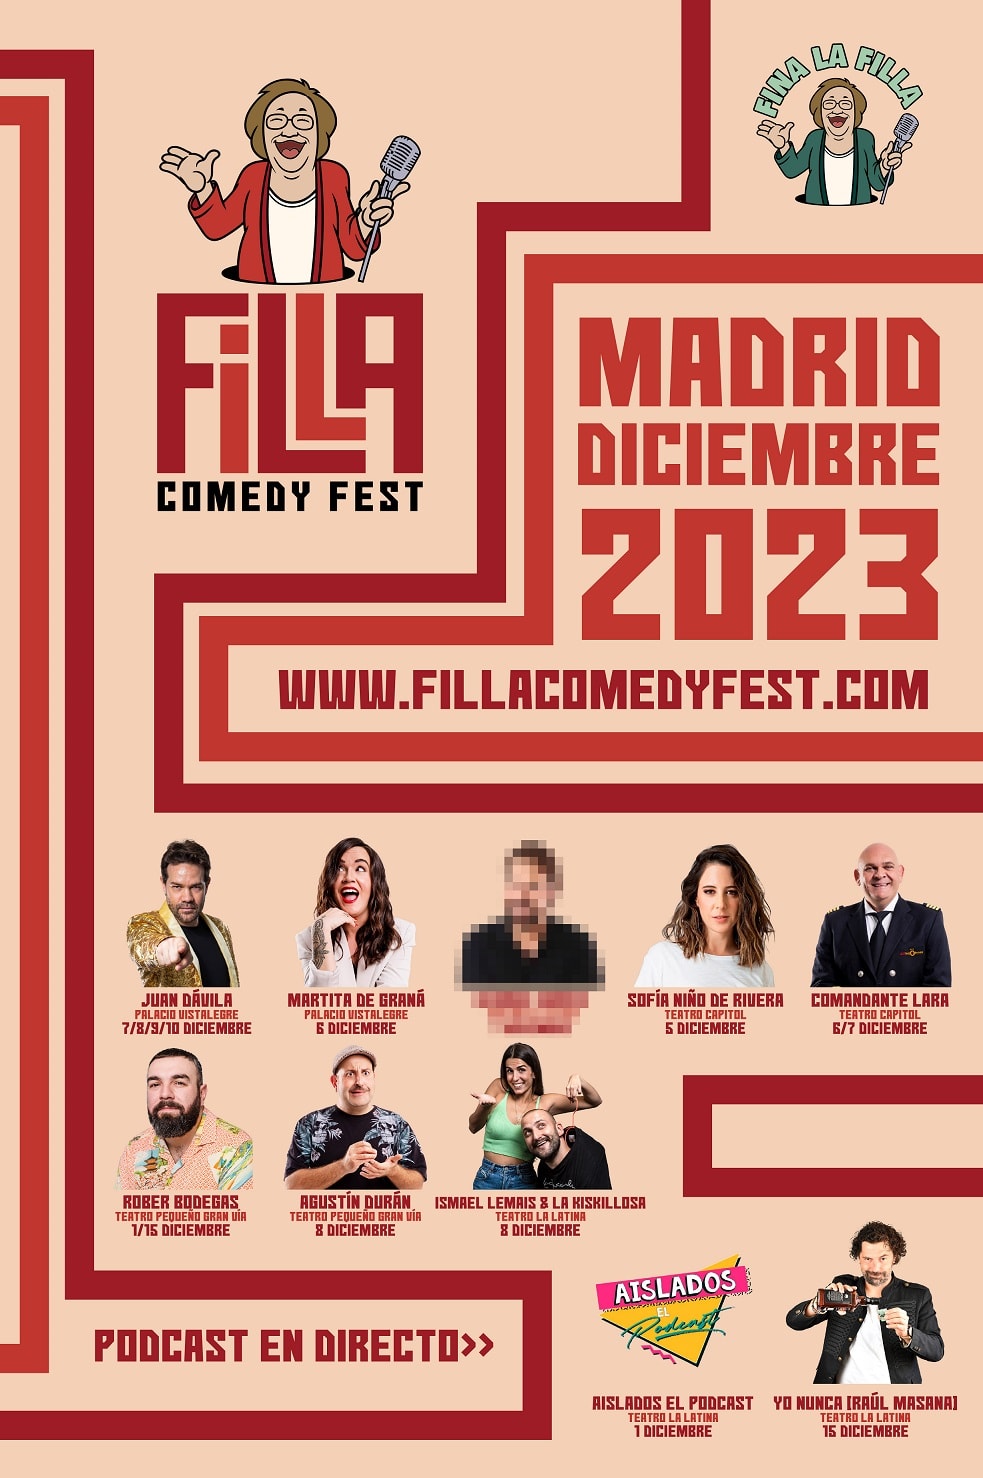 FINA LA FILLA
FILLA
COMEDY FEST
MADRID
DICIEMBRE
2023
WWW.FILLACOMEDYFEST.COM
JUAN DÁVILA
PALACIO VISTALEGRE
7/8/9/10 DICIEMBRE
MARTITA DE GRANÁ
PALACIO VISTALEGRE
6 DICIEMBRE
SOFÍA NIÑO DE RIVERA
TEATRO CAPITOL
5 DICIEMBRE
COMANDANTE LARA
TEATRO CAPITOL
6/7 DICIEMBRE
ROBER BODEGAS
TEATRO PEQUEÑO GRAN VÍA
1/15 DICIEMBRE
AGUSTÍN DURÁN
TEATRO PEQUEÑO GRAN VÍA
8 DICIEMBRE
ISMAEL LEMAIS & LA KISKILLOSA
TEATRO LA LATINA
8 DICIEMBRE
PODCAST EN DIRECTO>>
AISLADOS
EL
Podcast
AISLADOS EL PODCAST
TEATRO LA LATINA
1 DICIEMBRE
YO NUNCA [RAÚL MASANA]
TEATRO LA LATINA
15 DICIEMBRE